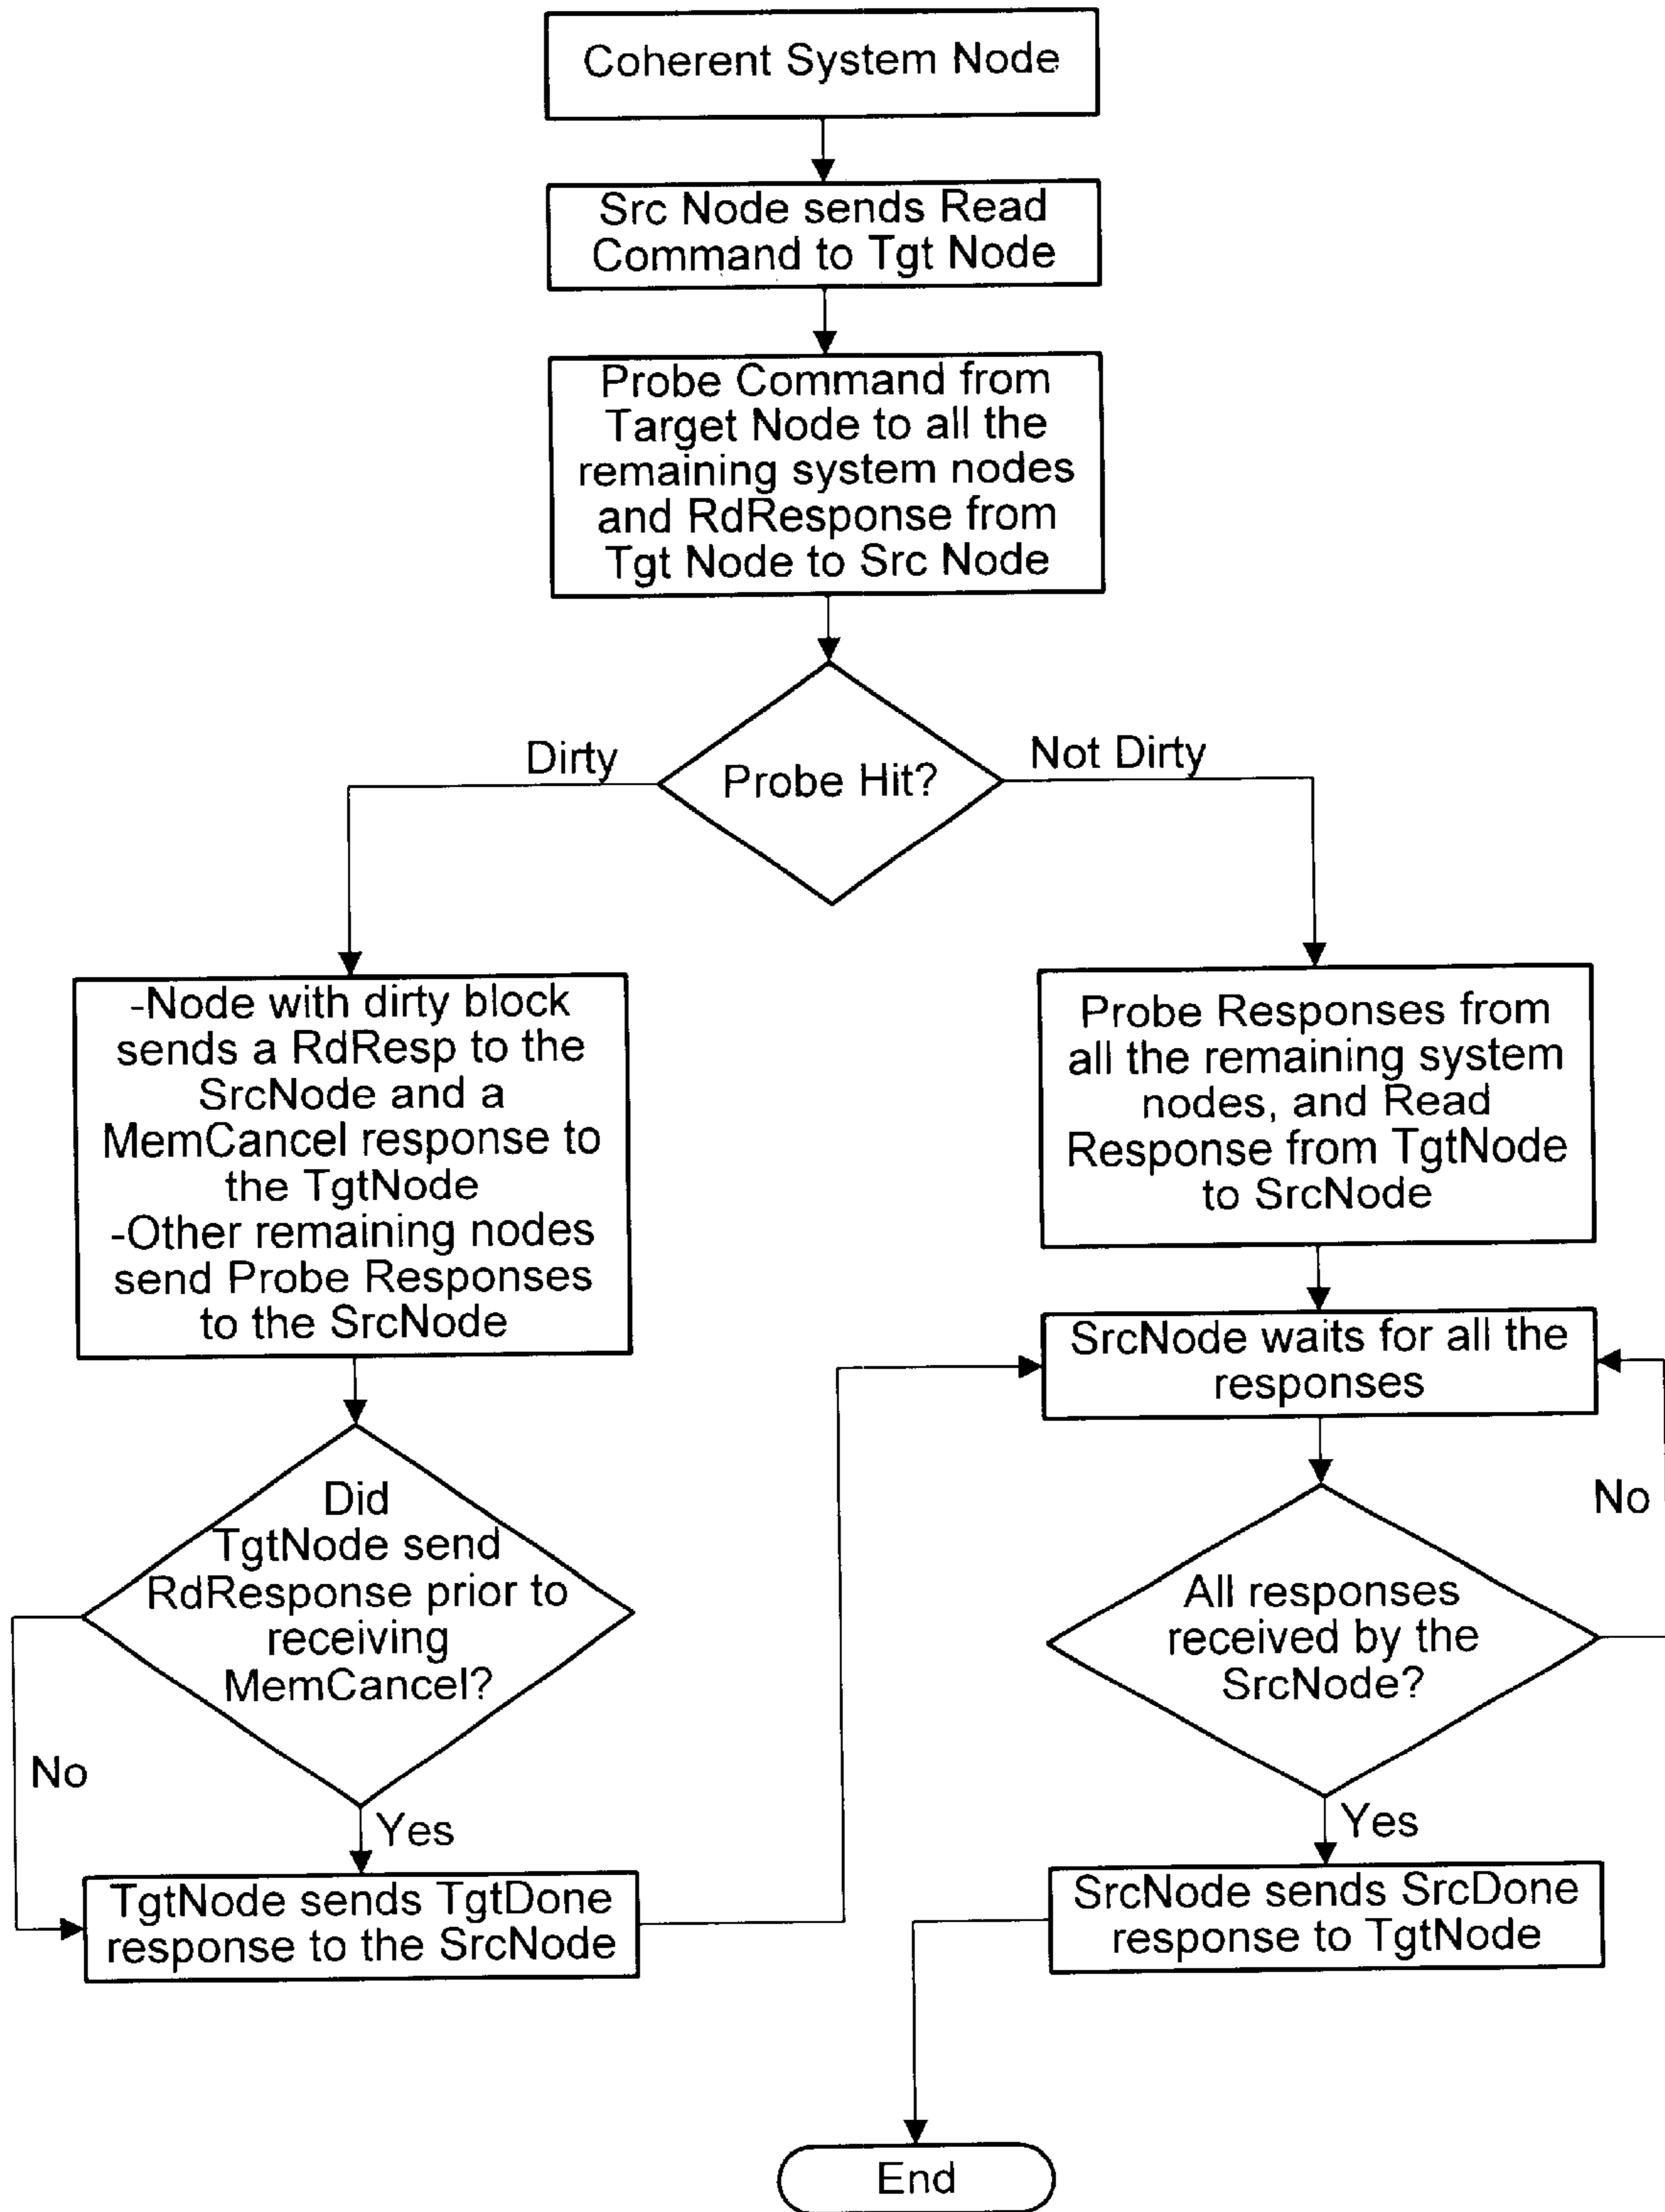 Coherent System Node
Src Node sends Read
Command to Tgt Node
Probe Command from
Target Node to all the
remaining system nodes
and RdResponse from
Tgt Node to Src Node
Probe Hit?
Dirty
Not Dirty
-Node with dirty block
sends a RdResp to the
SrcNode and a
MemCancel response to
the TgtNode
-Other remaining nodes
send Probe Responses
to the SrcNode
Probe Responses from
all the remaining system
nodes, and Read
Response from TgtNode
to SrcNode
SrcNode waits for all the
responses
Did
TgtNode send
RdResponse prior to
receiving
MemCancel?
No
Yes
All responses
received by the
SrcNode?
No
Yes
TgtNode sends TgtDone
response to the SrcNode
SrcNode sends SrcDone
response to TgtNode
End